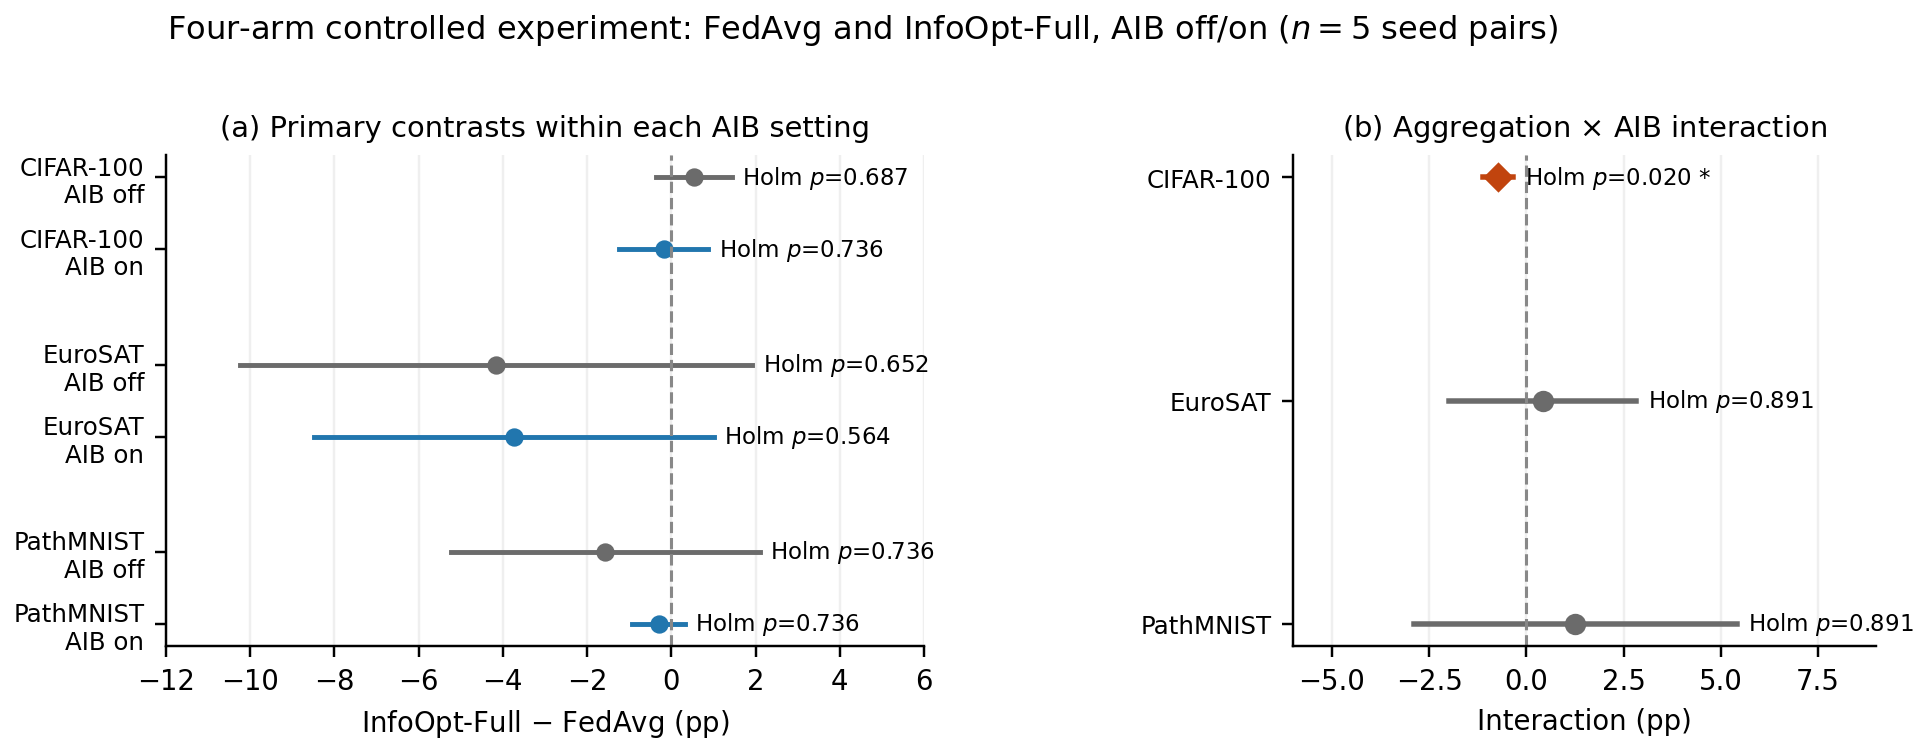 Four-arm controlled experiment: FedAvg and InfoOpt-Full, AIB off/on (n = 5 seed pairs)
(a) Primary contrasts within each AIB setting
CIFAR-100
AIB off
Holm p=0.687
CIFAR-100
AIB on
Holm p=0.736
EuroSAT
AIB off
Holm p=0.652
EuroSAT
AIB on
Holm p=0.564
PathMNIST
AIB off
Holm p=0.736
PathMNIST
AIB on
Holm p=0.736
−12 −10 −8 −6 −4 −2 0 2 4 6
InfoOpt-Full − FedAvg (pp)
(b) Aggregation × AIB interaction
CIFAR-100
Holm p=0.020 *
EuroSAT
Holm p=0.891
PathMNIST
Holm p=0.891
−5.0 −2.5 0.0 2.5 5.0 7.5
Interaction (pp)